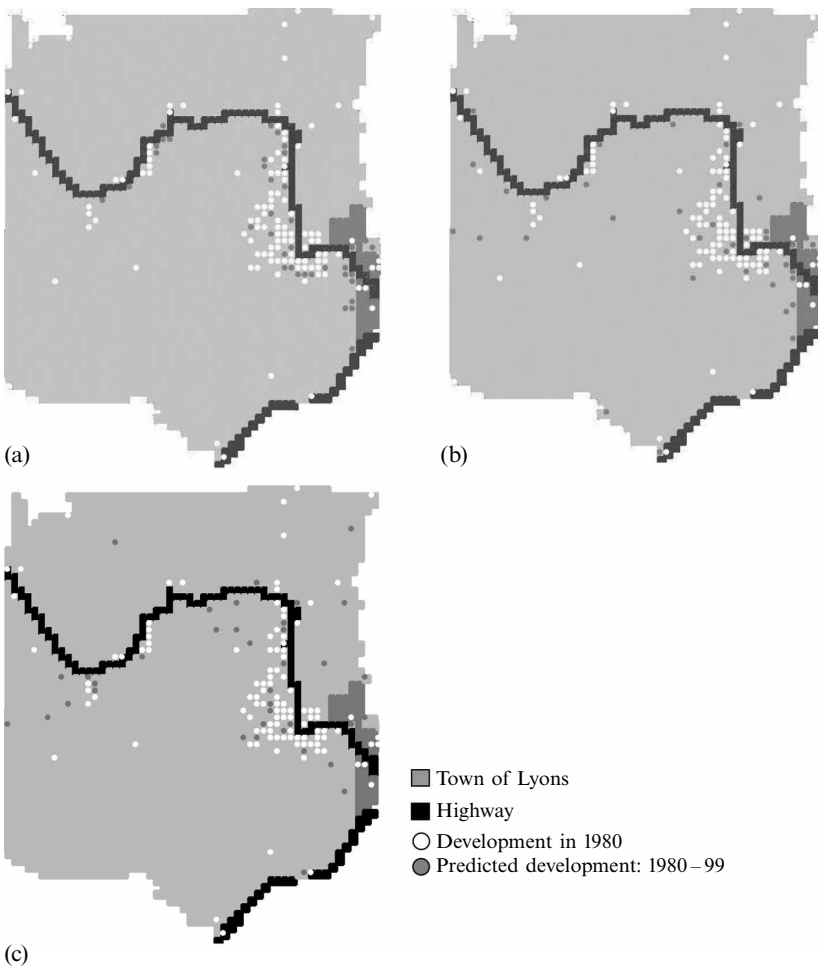 (a)
(b)
Town of Lyons
Highway
Development in 1980
Predicted development: 1980–99
(c)